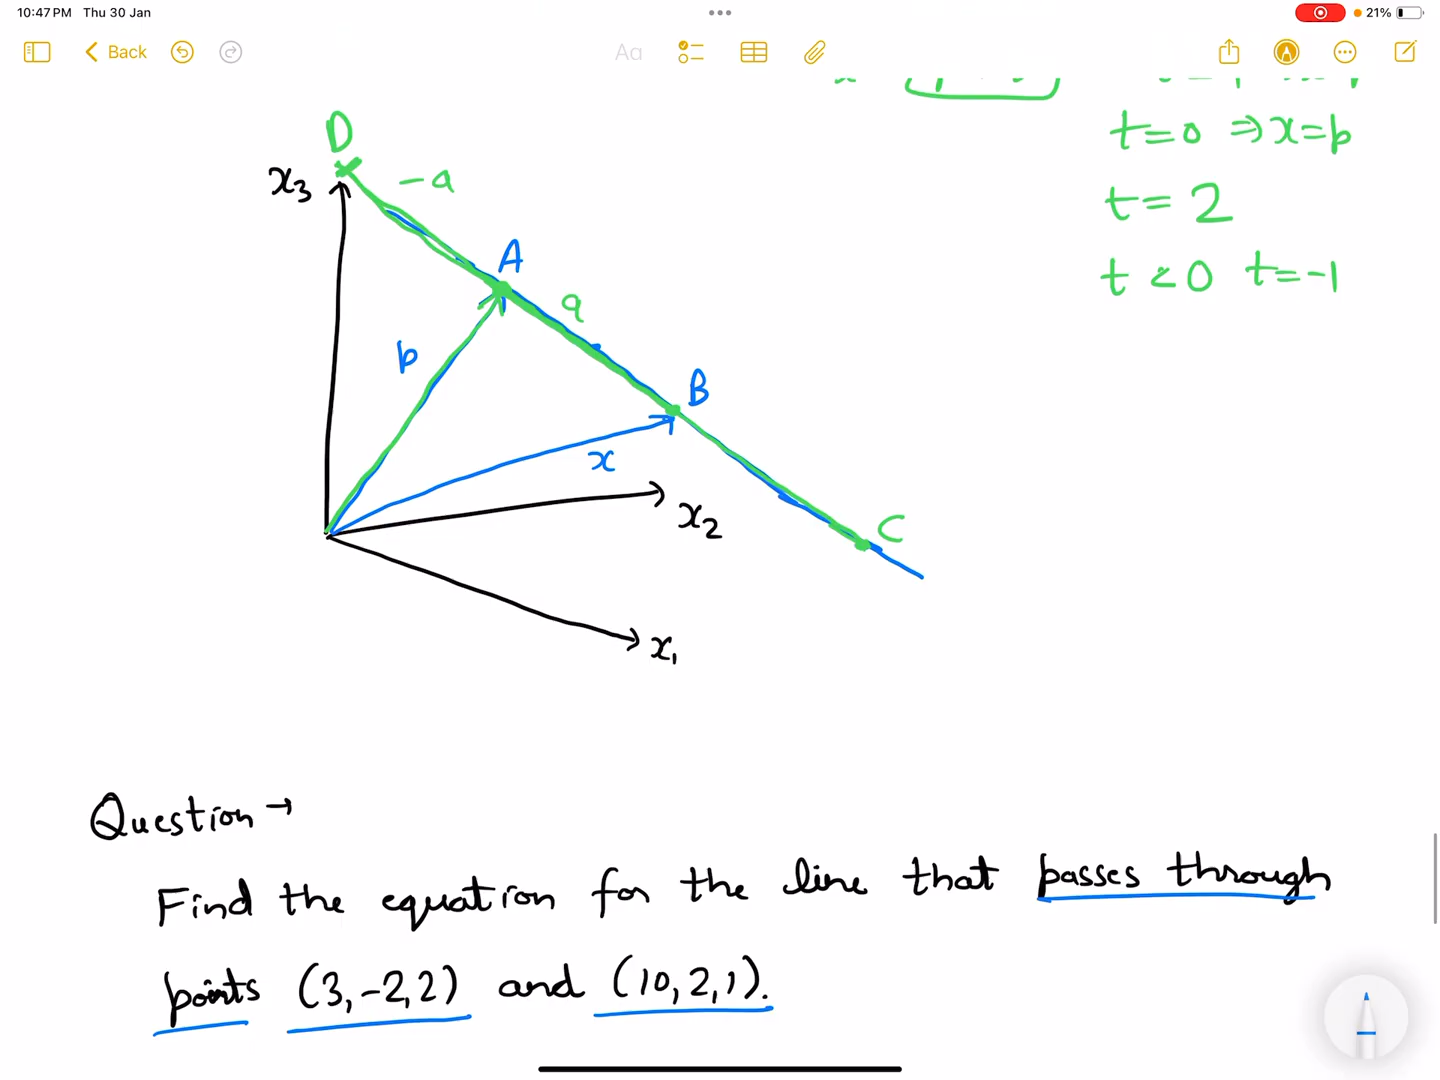 10:47 PM Thu 30 Jan
21%
Back
Aa
t=0 ⇒x=p
t= 2
t<0 t=-1
D
x₃
-a
A
a
p
B
x
x₂
C
x₁
Question →
Find the equation for the line that passes through
points (3,-2,2) and (10,2,1).